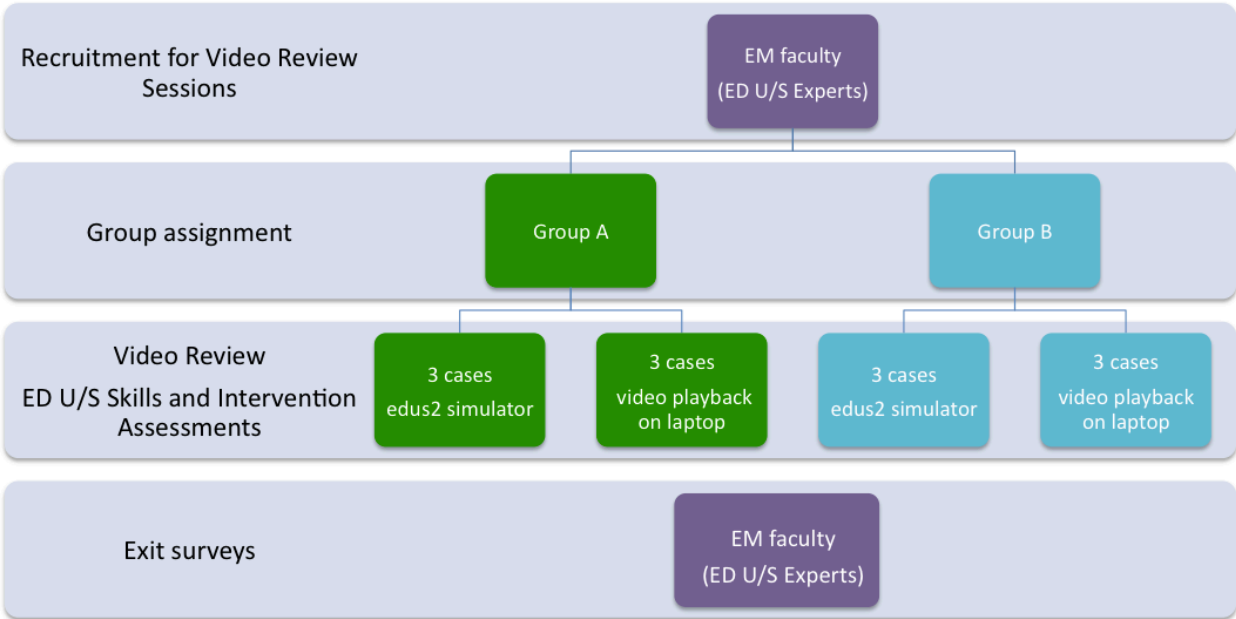 Recruitment for Video Review
Sessions
EM faculty
(ED U/S Experts)
Group assignment
Group A
Group B
Video Review
ED U/S Skills and Intervention
Assessments
3 cases
edus2 simulator
3 cases
video playback
on laptop
3 cases
edus2 simulator
3 cases
video playback
on laptop
Exit surveys
EM faculty
(ED U/S Experts)